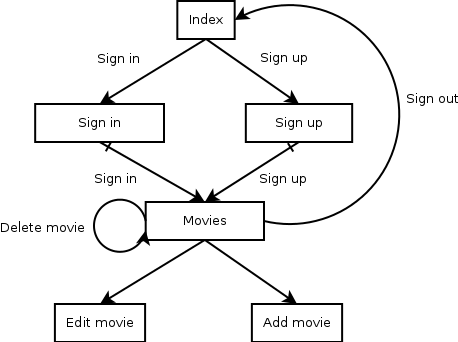 Index
Sign in
Sign up
Sign out
Sign in
Sign up
Sign in
Sign up
Movies
Delete movie
Edit movie
Add movie